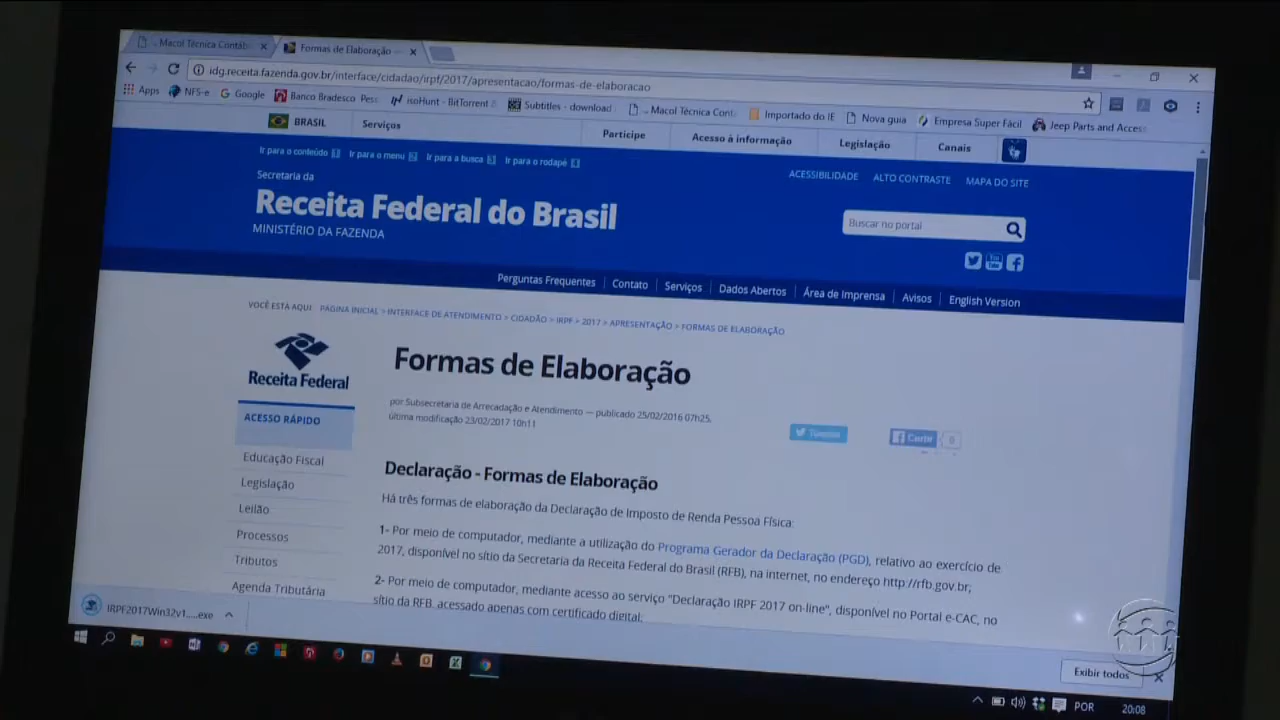 Macol Técnica Contáb
Formas de Elaboração —
idg.receita.fazenda.gov.br/interface/cidadao/irpf/2017/apresentacao/formas-de-elaboracao
Apps NFS-e Google Banco Bradesco Pess isoHunt - BitTorrent Subtitles - download Macol Técnica Cont Importado do IE Nova guia Empresa Super Fácil Jeep Parts and Access
BRASIL Serviços Participe Acesso à informação Legislação Canais
Ir para o conteúdo 1 Ir para o menu 2 Ir para a busca 3 Ir para o rodapé 4
ACESSIBILIDADE ALTO CONTRASTE MAPA DO SITE
Secretaria da
Receita Federal do Brasil
MINISTÉRIO DA FAZENDA
Buscar no portal
You Tube
Perguntas Frequentes Contato Serviços Dados Abertos Área de Imprensa Avisos English Version
VOCÊ ESTÁ AQUI: PÁGINA INICIAL > INTERFACE DE ATENDIMENTO > CIDADÃO > IRPF > 2017 > APRESENTAÇÃO > FORMAS DE ELABORAÇÃO
Receita Federal
ACESSO RÁPIDO
Educação Fiscal
Legislação
Leilão
Processos
Tributos
Agenda Tributária
Formas de Elaboração
por Subsecretaria de Arrecadação e Atendimento — publicado 25/02/2016 07h25,
última modificação 23/02/2017 10h11
Tweetar
Curtir 0
Declaração - Formas de Elaboração
Há três formas de elaboração da Declaração de Imposto de Renda Pessoa Física:
1- Por meio de computador, mediante a utilização do Programa Gerador da Declaração (PGD), relativo ao exercício de
2017, disponível no sítio da Secretaria da Receita Federal do Brasil (RFB), na internet, no endereço http://rfb.gov.br;
2- Por meio de computador, mediante acesso ao serviço "Declaração IRPF 2017 on-line", disponível no Portal e-CAC, no
sítio da RFB, acessado apenas com certificado digital;
IRPF2017Win32v1.....exe
Exibir todos
POR 20:08